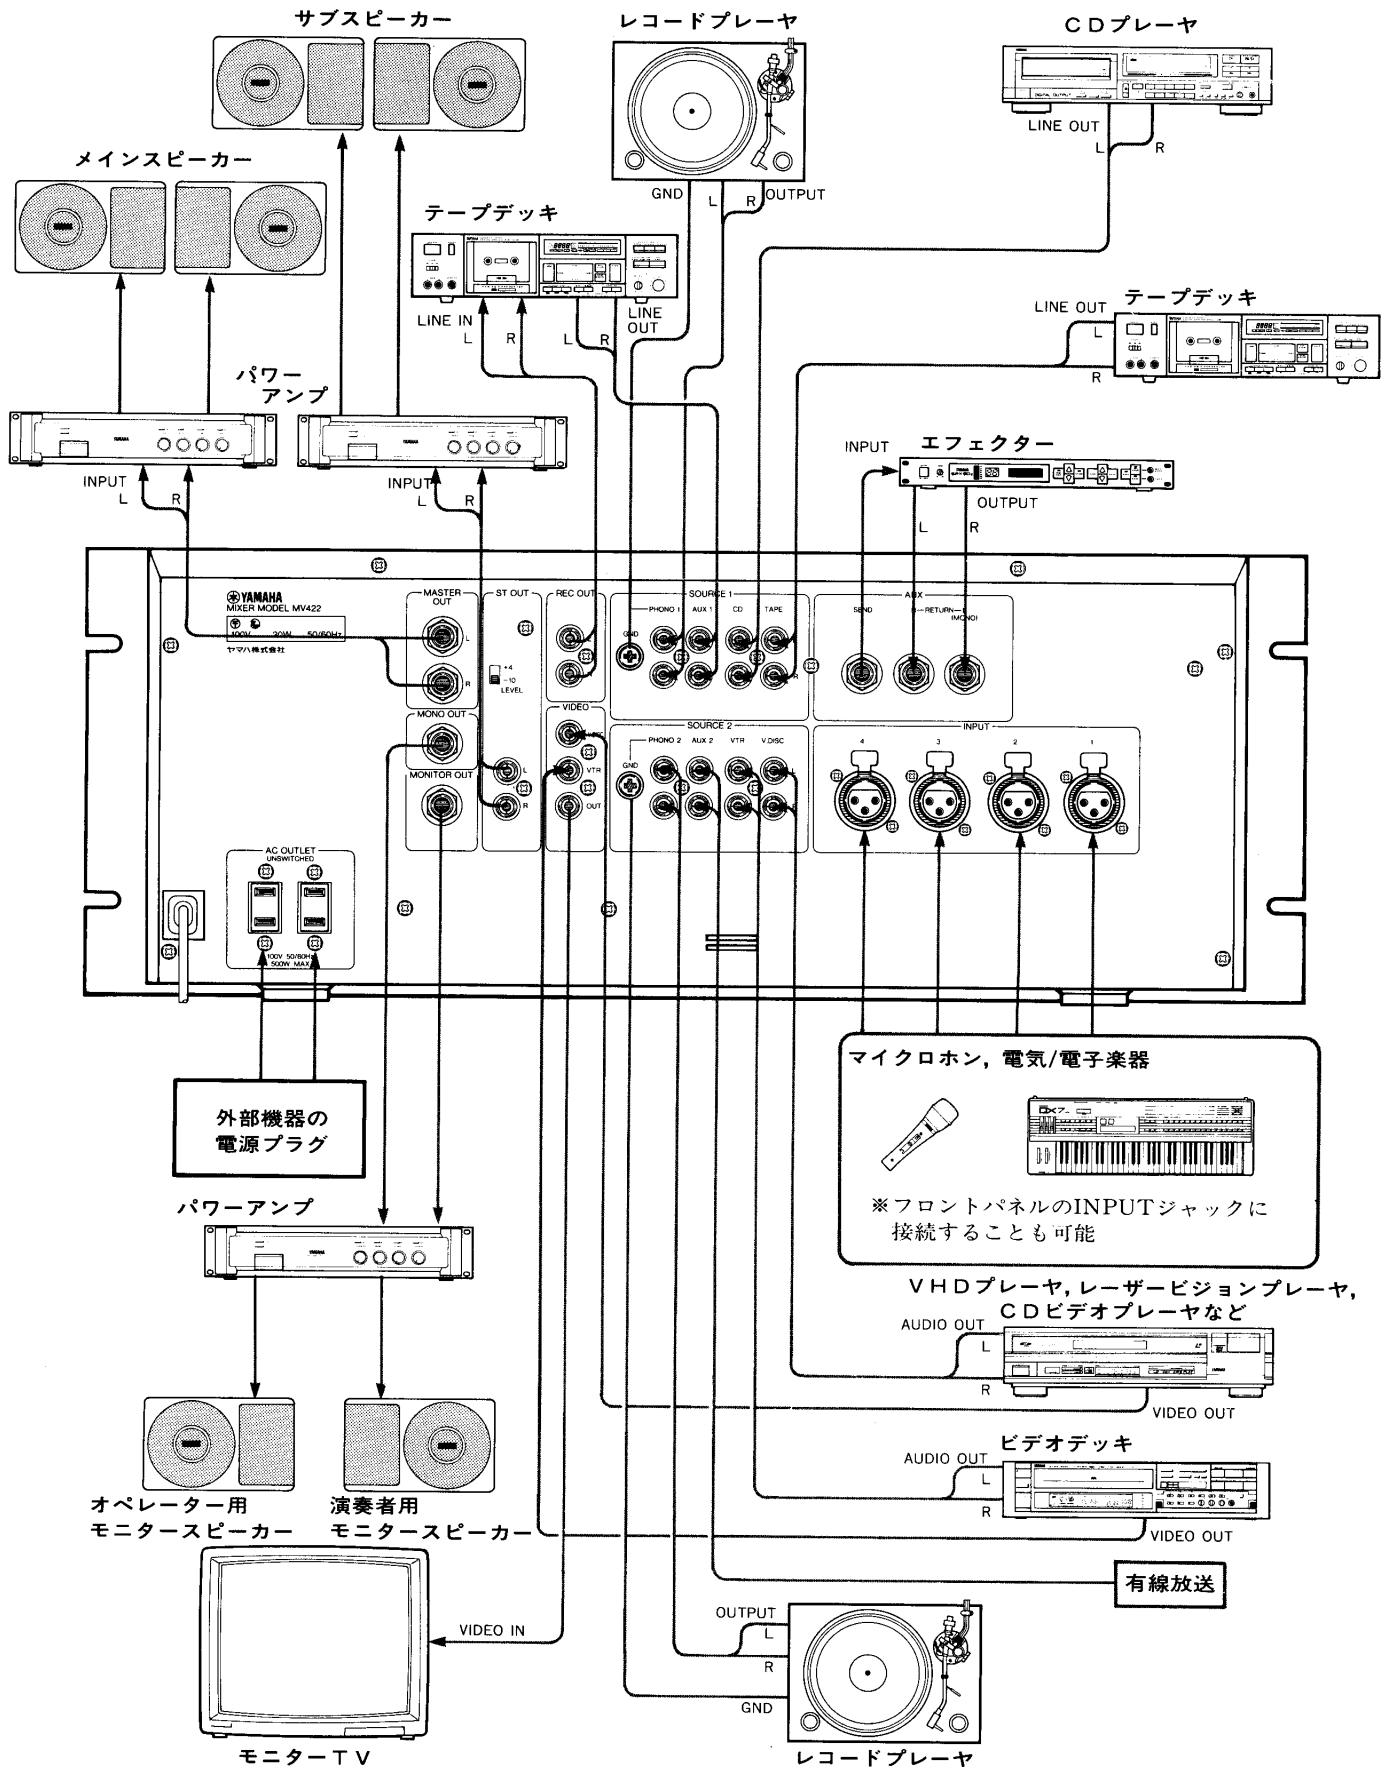 サブスピーカー
レコードプレーヤ
CDプレーヤ
LINE OUT
L
R
メインスピーカー
GND
L
R
OUTPUT
テープデッキ
LINE IN
L
R
L
R
LINE
OUT
テープデッキ
LINE OUT
L
R
パワー
アンプ
YAMAHA
YAMAHA
INPUT
L
R
INPUT
L
R
エフェクター
INPUT
OUTPUT
L
R
YAMAHA
MIXER MODEL MV422
100V 30W 50/60Hz
ヤマハ株式会社
MASTER
OUT
L
R
MONO OUT
MONITOR OUT
ST OUT
+4
-10
LEVEL
L
R
REC OUT
R
VIDEO
VTR
OUT
SOURCE 1
GND
PHONO 1
AUX 1
CD
TAPE
R
SOURCE 2
GND
PHONO 2
AUX 2
VTR
V.DISC
L
AUX
SEND
R
RETURN
L
(MONO)
INPUT
4
3
2
1
AC OUTLET
UNSWITCHED
100V 50/60Hz
500W MAX
外部機器の
電源プラグ
マイクロホン, 電気/電子楽器
DX7
※フロントパネルのINPUTジャックに
接続することも可能
パワーアンプ
YAMAHA
VHDプレーヤ, レーザービジョンプレーヤ,
CDビデオプレーヤなど
AUDIO OUT
L
R
VIDEO OUT
ビデオデッキ
AUDIO OUT
L
R
VIDEO OUT
オペレーター用
モニタースピーカー
演奏者用
モニタースピーカー
有線放送
VIDEO IN
モニターTV
OUTPUT
L
R
GND
レコードプレーヤ